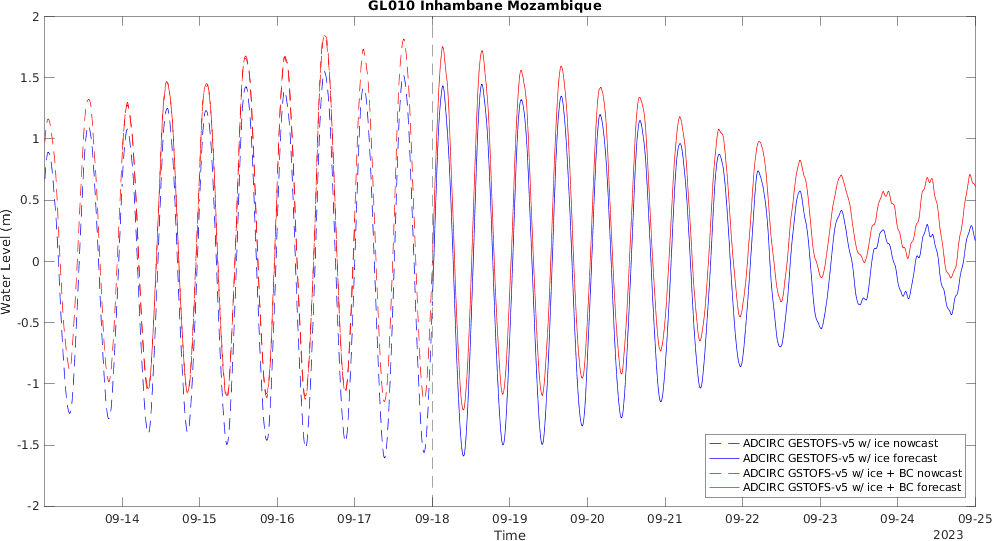 GL010 Inhambane Mozambique
Water Level (m)
2
1.5
1
0.5
0
-0.5
-1
-1.5
-2
ADCIRC GESTOFS-v5 w/ ice nowcast
ADCIRC GESTOFS-v5 w/ ice forecast
ADCIRC GSTOFS-v5 w/ ice + BC nowcast
ADCIRC GSTOFS-v5 w/ ice + BC forecast
09-14 09-15 09-16 09-17 09-18 09-19 09-20 09-21 09-22 09-23 09-24 09-25
Time
2023